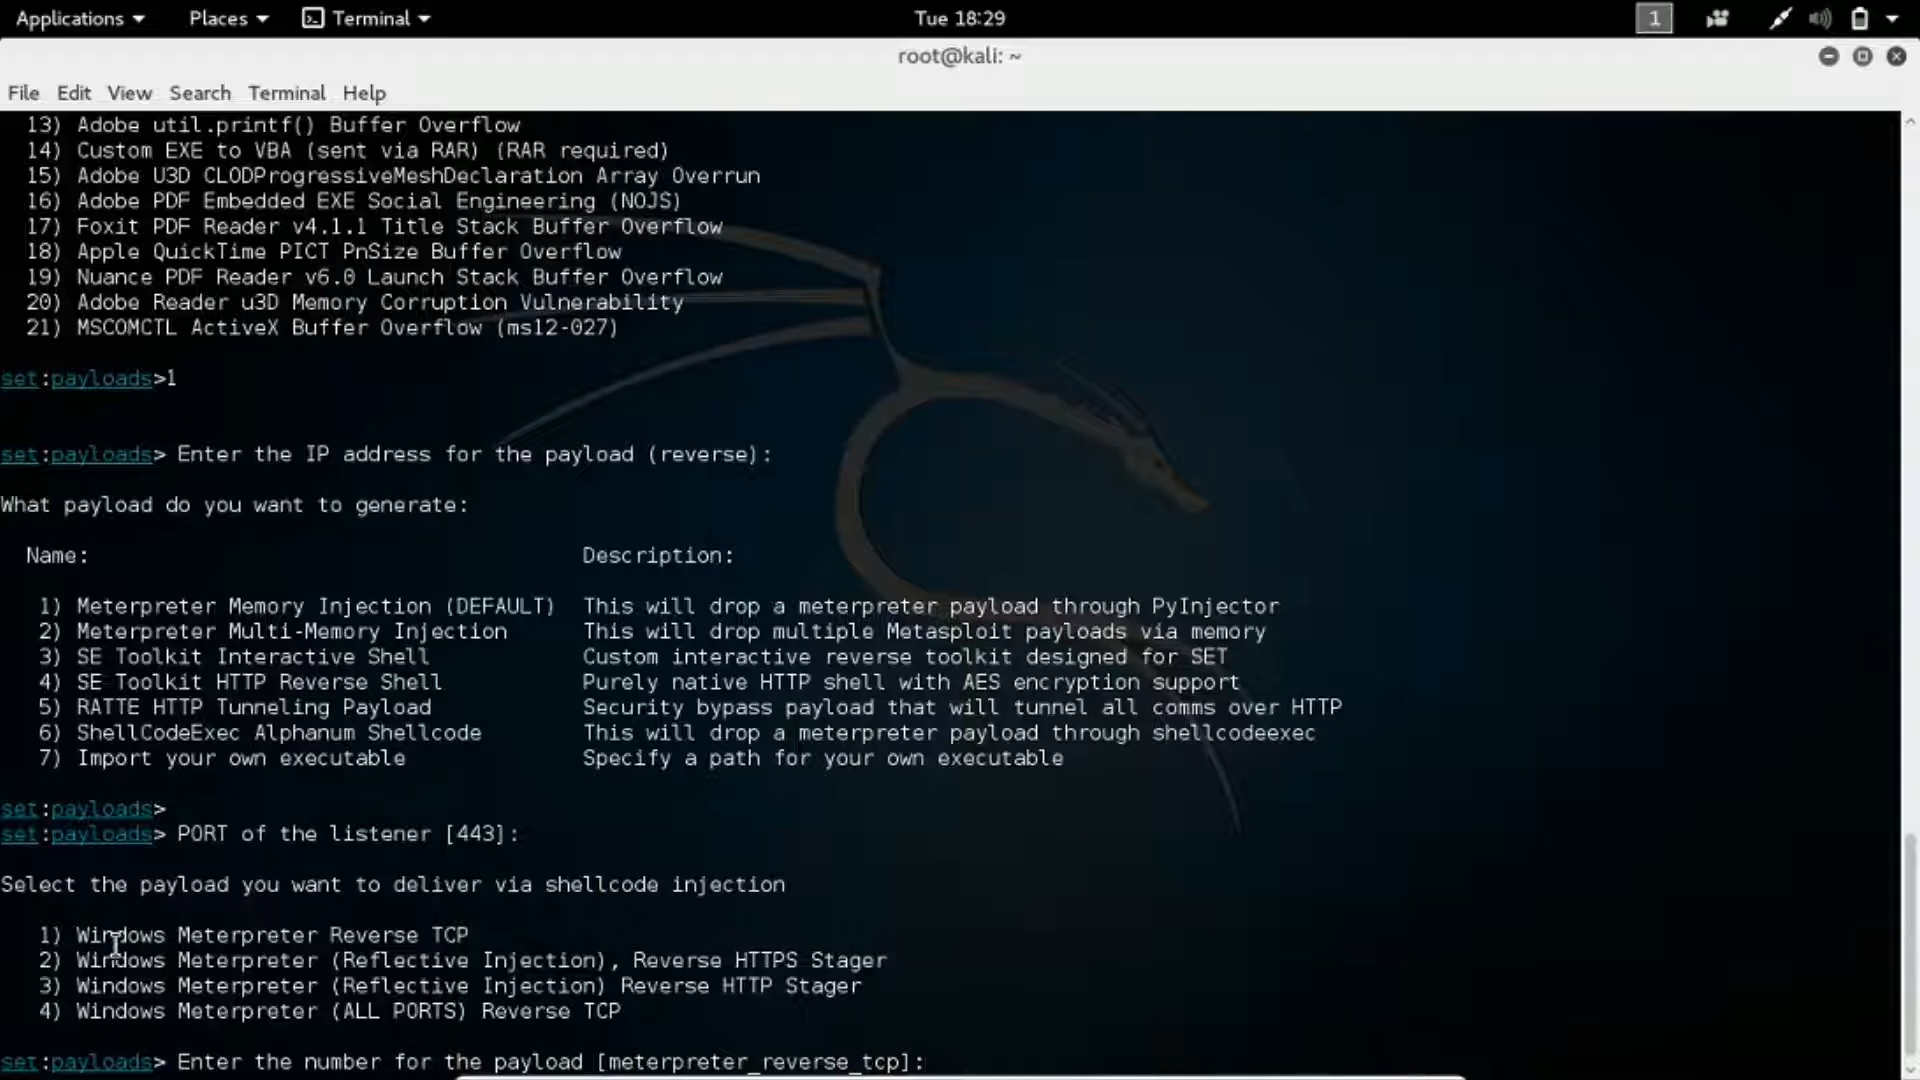 Applications Places Terminal Tue 18:29 1
root@kali: ~
File Edit View Search Terminal Help
13) Adobe util.printf() Buffer Overflow
14) Custom EXE to VBA (sent via RAR) (RAR required)
15) Adobe U3D CLODProgressiveMeshDeclaration Array Overrun
16) Adobe PDF Embedded EXE Social Engineering (NOJS)
17) Foxit PDF Reader v4.1.1 Title Stack Buffer Overflow
18) Apple QuickTime PICT PnSize Buffer Overflow
19) Nuance PDF Reader v6.0 Launch Stack Buffer Overflow
20) Adobe Reader u3D Memory Corruption Vulnerability
21) MSCOMCTL ActiveX Buffer Overflow (ms12-027)
set:payloads>1
set:payloads> Enter the IP address for the payload (reverse):
What payload do you want to generate:
Name: Description:
1) Meterpreter Memory Injection (DEFAULT) This will drop a meterpreter payload through PyInjector
2) Meterpreter Multi-Memory Injection This will drop multiple Metasploit payloads via memory
3) SE Toolkit Interactive Shell Custom interactive reverse toolkit designed for SET
4) SE Toolkit HTTP Reverse Shell Purely native HTTP shell with AES encryption support
5) RATTE HTTP Tunneling Payload Security bypass payload that will tunnel all comms over HTTP
6) ShellCodeExec Alphanum Shellcode This will drop a meterpreter payload through shellcodeexec
7) Import your own executable Specify a path for your own executable
set:payloads>
set:payloads> PORT of the listener [443]:
Select the payload you want to deliver via shellcode injection
1) Windows Meterpreter Reverse TCP
2) Windows Meterpreter (Reflective Injection), Reverse HTTPS Stager
3) Windows Meterpreter (Reflective Injection) Reverse HTTP Stager
4) Windows Meterpreter (ALL PORTS) Reverse TCP
set:payloads> Enter the number for the payload [meterpreter_reverse_tcp]: